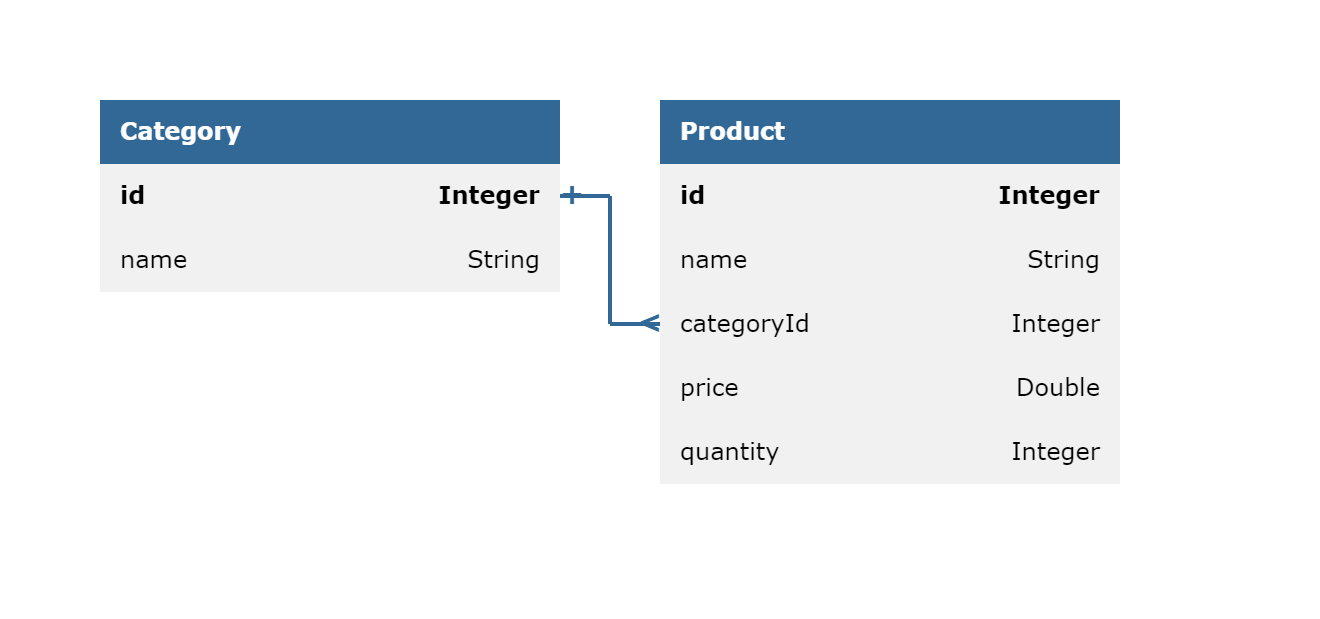 Category
id Integer
name String
Product
id Integer
name String
categoryId Integer
price Double
quantity Integer